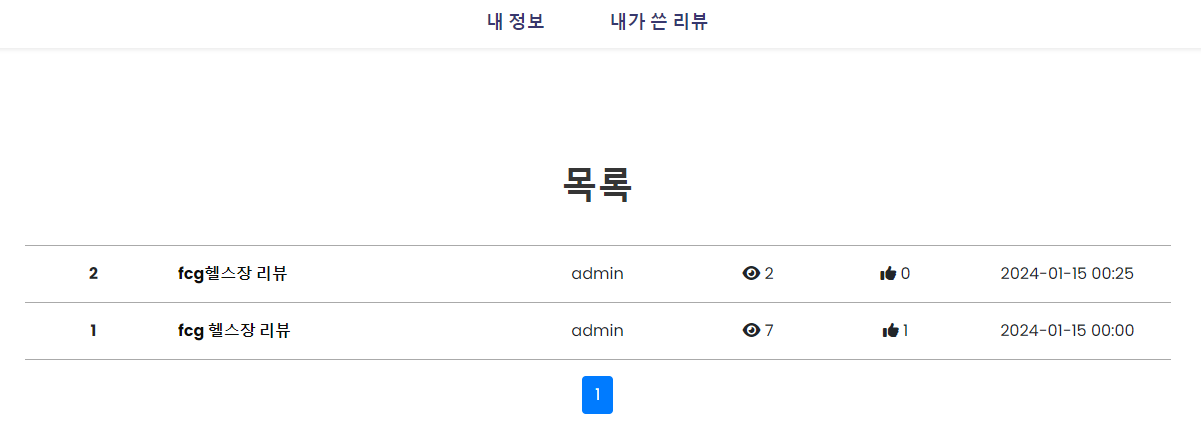 내 정보 내가 쓴 리뷰
목록
2 fcg헬스장 리뷰 admin 2 0 2024-01-15 00:25
1 fcg 헬스장 리뷰 admin 7 1 2024-01-15 00:00
1